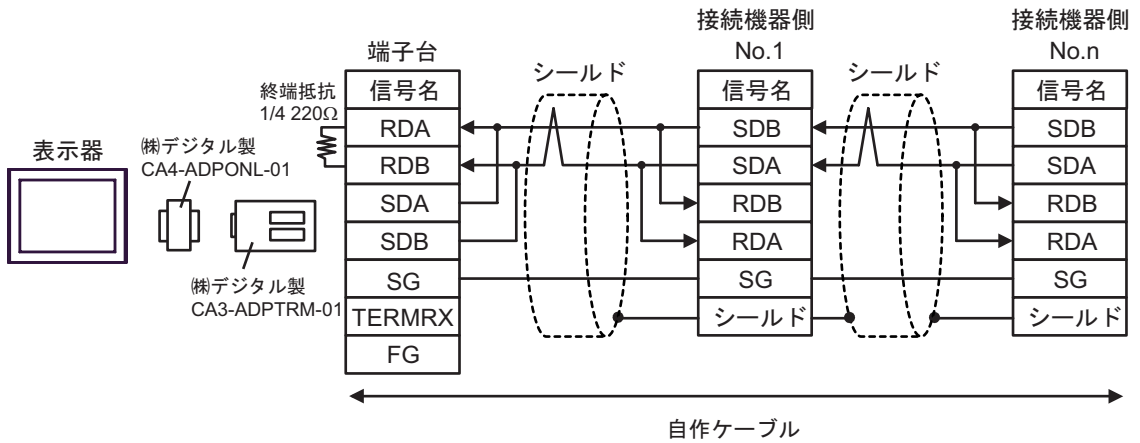 接続機器側
No.1
接続機器側
No.n
端子台
シールド
シールド
終端抵抗
1/4 220Ω
表示器
㈱デジタル製
CA4-ADPONL-01
㈱デジタル製
CA3-ADPTRM-01
信号名
RDA
RDB
SDA
SDB
SG
TERMRX
FG
信号名
SDB
SDA
RDB
RDA
SG
シールド
信号名
SDB
SDA
RDB
RDA
SG
シールド
自作ケーブル